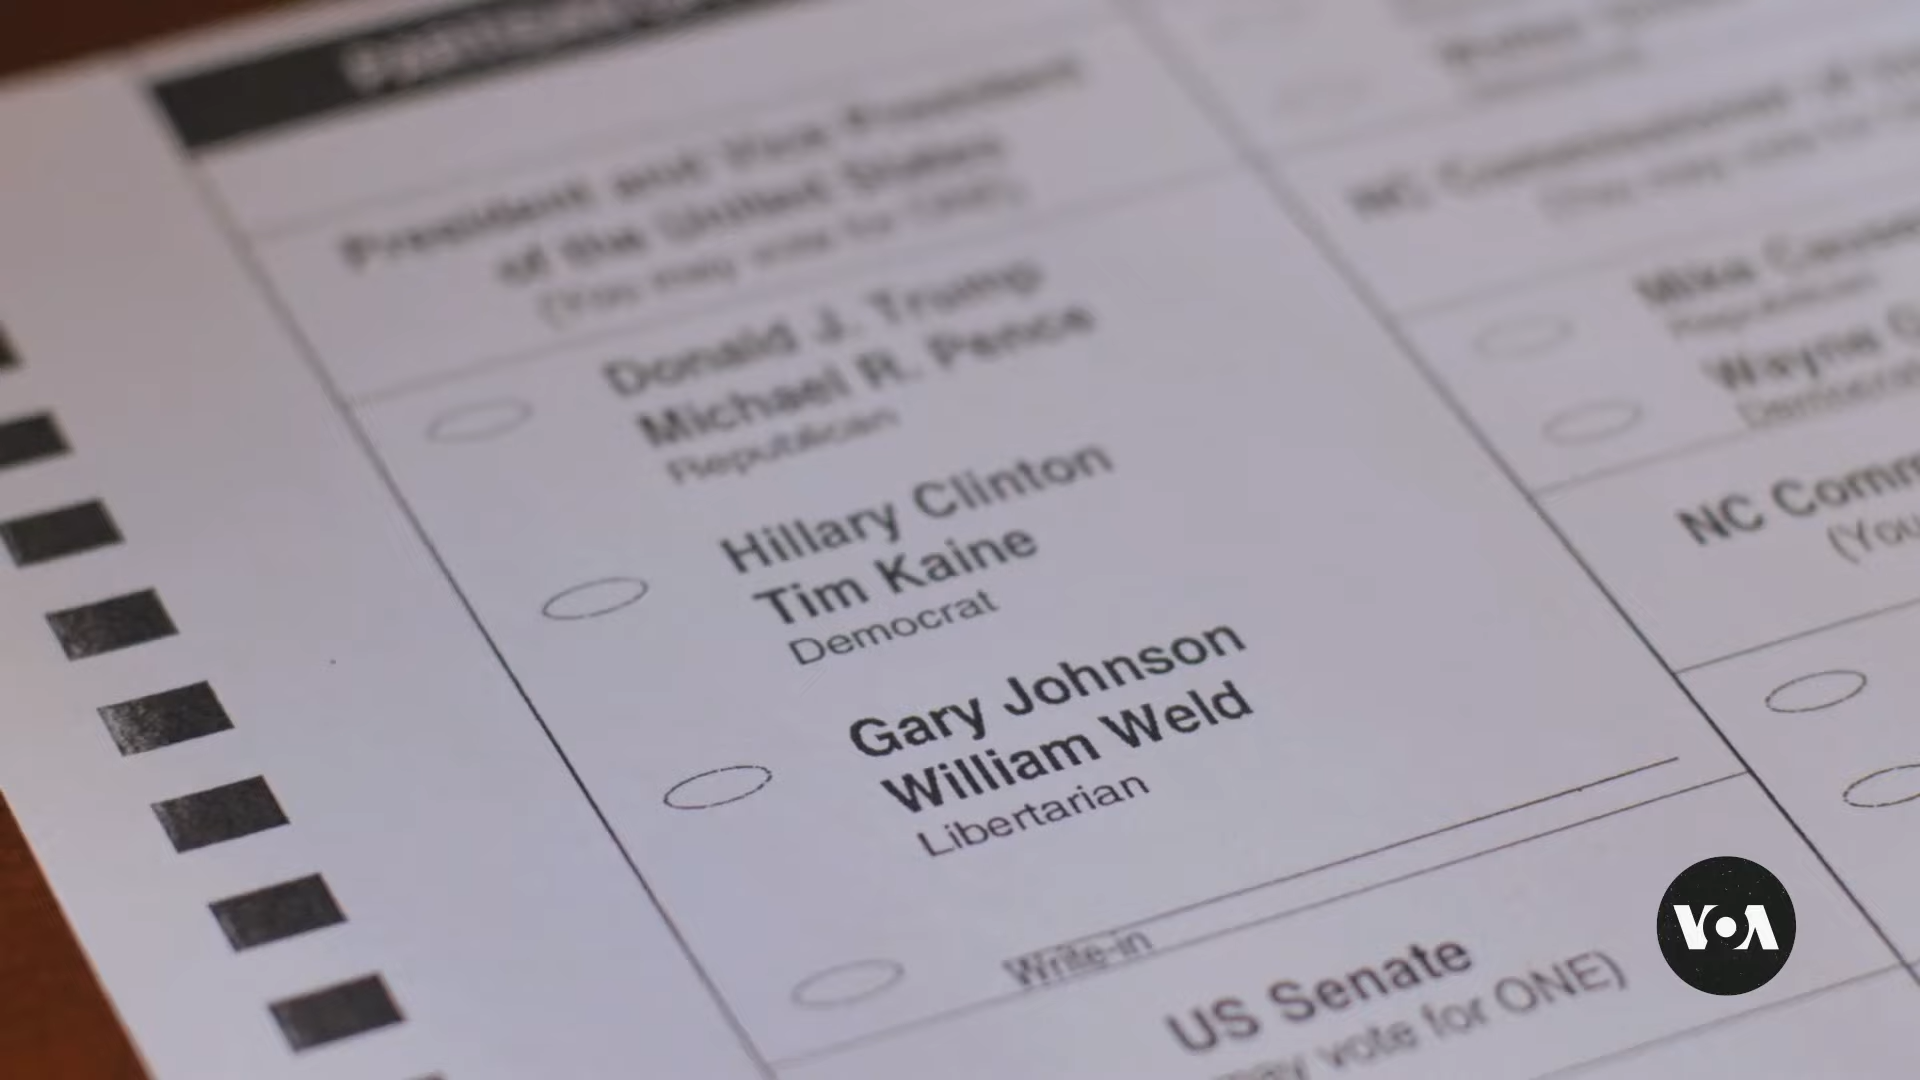 President and Vice President
of the United States
(You may vote for ONE)
Donald J. Trump
Michael R. Pence
Republican
Hillary Clinton
Tim Kaine
Democrat
Gary Johnson
William Weld
Libertarian
Write-in
US Senate
may vote for ONE)
NC Commissioner of
Mike
Republican
Wayne
Democrat
NC Comm
(You
VOA